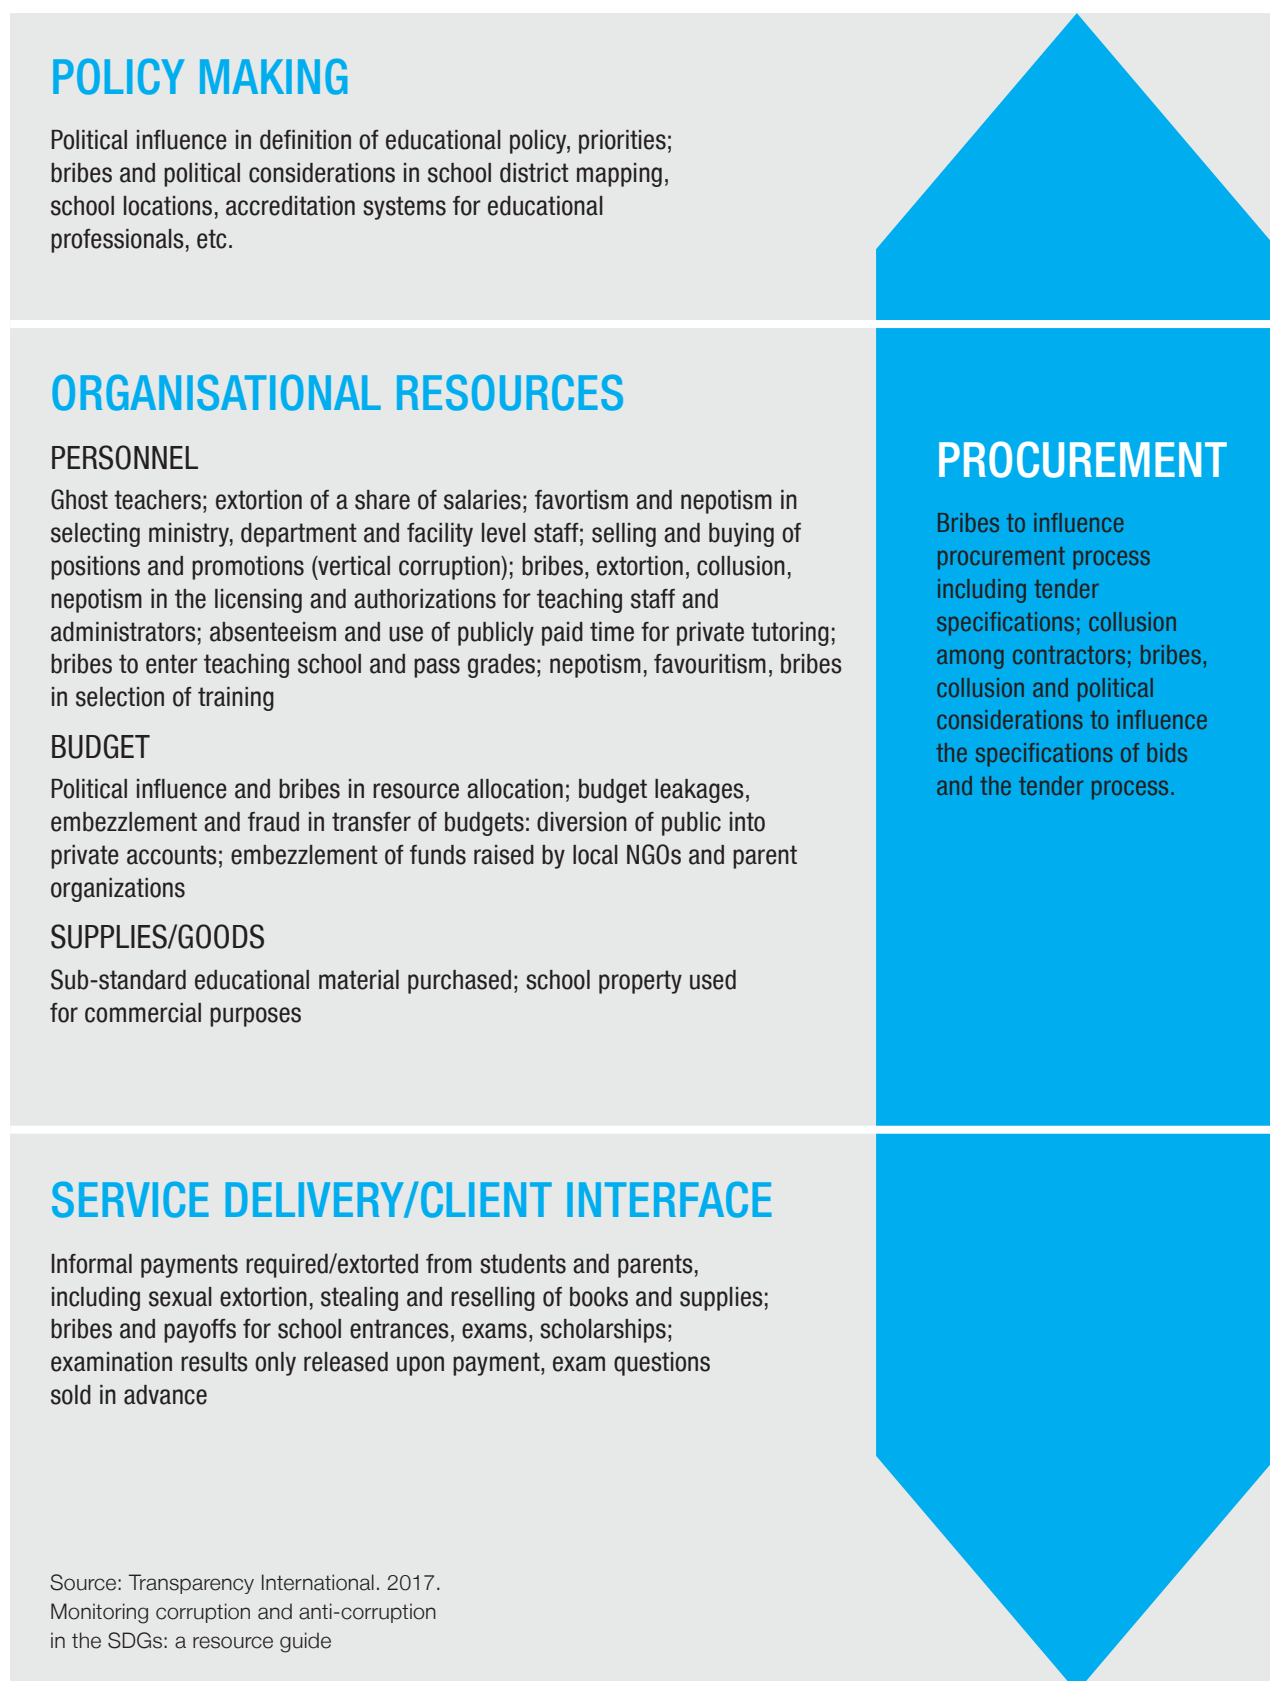 POLICY MAKING
Political influence in definition of educational policy, priorities;
bribes and political considerations in school district mapping,
school locations, accreditation systems for educational
professionals, etc.
ORGANISATIONAL RESOURCES
PERSONNEL
Ghost teachers; extortion of a share of salaries; favortism and nepotism in
selecting ministry, department and facility level staff; selling and buying of
positions and promotions (vertical corruption); bribes, extortion, collusion,
nepotism in the licensing and authorizations for teaching staff and
administrators; absenteeism and use of publicly paid time for private tutoring;
bribes to enter teaching school and pass grades; nepotism, favouritism, bribes
in selection of training
BUDGET
Political influence and bribes in resource allocation; budget leakages,
embezzlement and fraud in transfer of budgets: diversion of public into
private accounts; embezzlement of funds raised by local NGOs and parent
organizations
SUPPLIES/GOODS
Sub-standard educational material purchased; school property used
for commercial purposes
PROCUREMENT
Bribes to influence
procurement process
including tender
specifications; collusion
among contractors; bribes,
collusion and political
considerations to influence
the specifications of bids
and the tender process.
SERVICE DELIVERY/CLIENT INTERFACE
Informal payments required/extorted from students and parents,
including sexual extortion, stealing and reselling of books and supplies;
bribes and payoffs for school entrances, exams, scholarships;
examination results only released upon payment, exam questions
sold in advance
Source: Transparency International. 2017.
Monitoring corruption and anti-corruption
in the SDGs: a resource guide